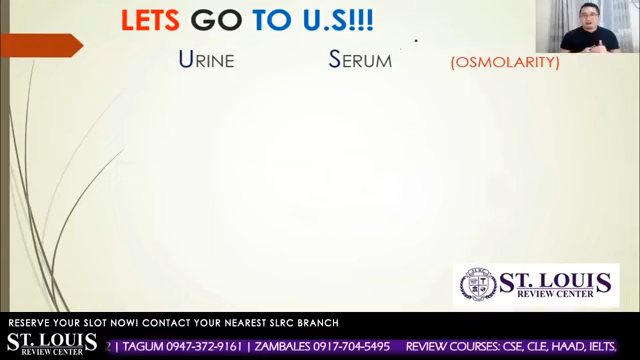 LETS GO TO U.S!!!
URINE SERUM (OSMOLARITY)
ST. LOUIS
REVIEW CENTER
RESERVE YOUR SLOT NOW! CONTACT YOUR NEAREST SLRC BRANCH
ST. LOUIS
REVIEW CENTER
2 | TAGUM 0947-372-9161 | ZAMBALES 0917-704-5495 REVIEW COURSES: CSE, CLE, HAAD, IELTS,